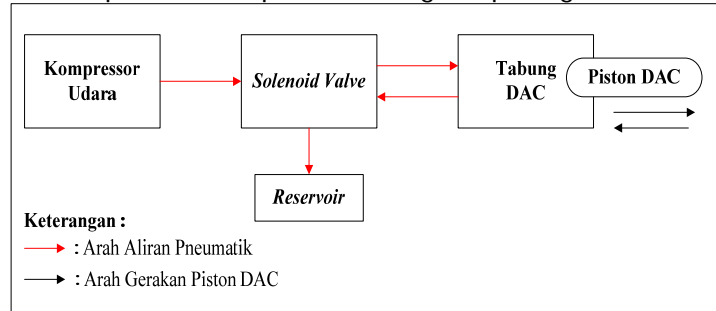 Kompressor
Udara
Solenoid Valve
Tabung
DAC
Piston DAC
Reservoir
Keterangan :
: Arah Aliran Pneumatik
: Arah Gerakan Piston DAC